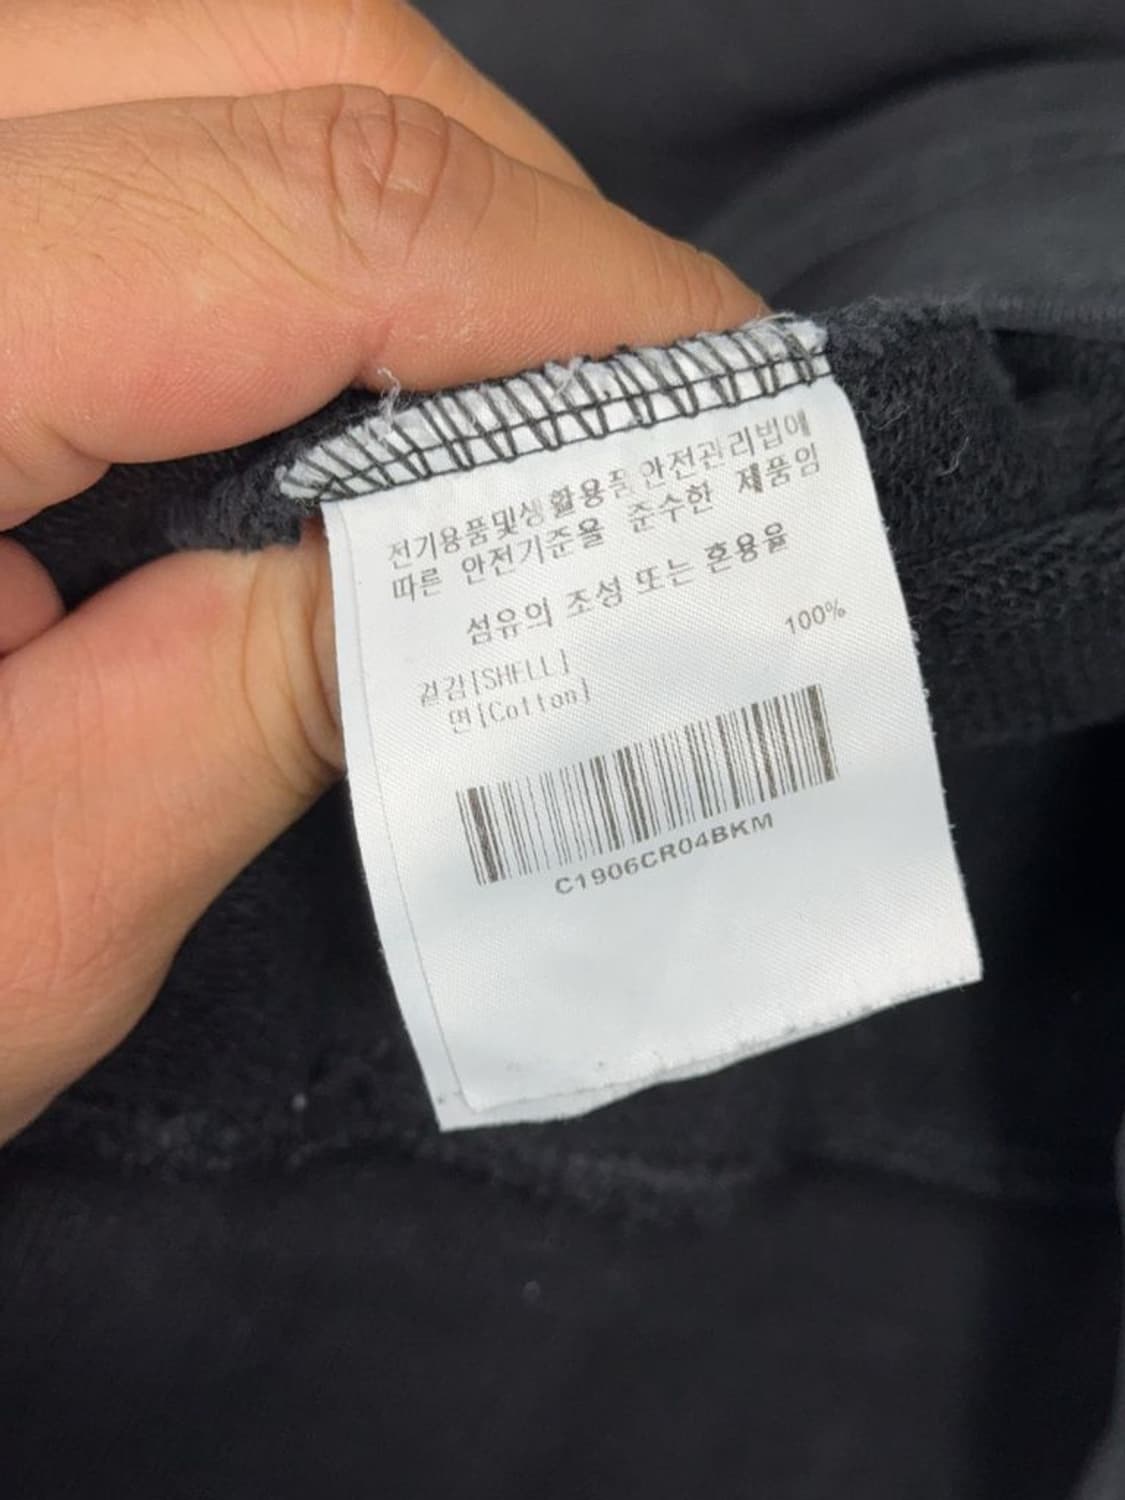 전기용품및생활용품안전관리법에
따른 안전기준을 준수한 제품임
섬유의 조성 또는 혼용율
겉감[SHELL]
면[Cotton] 100%
C1906CR04BKM